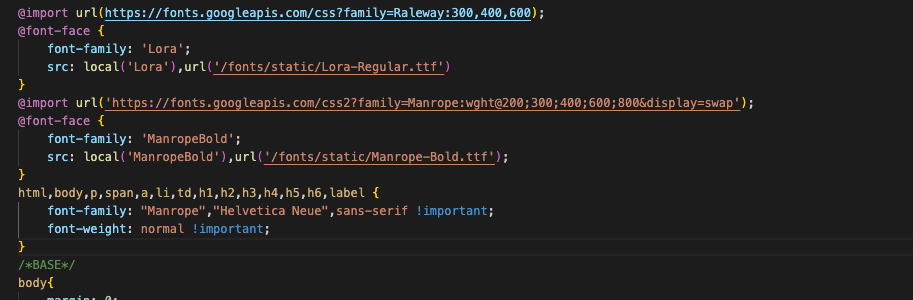 @import url(https://fonts.googleapis.com/css?family=Raleway:300,400,600);
@font-face {
    font-family: 'Lora';
    src: local('Lora'),url('/fonts/static/Lora-Regular.ttf')
}
@import url('https://fonts.googleapis.com/css2?family=Manrope:wght@200;300;400;600;800&display=swap');
@font-face {
    font-family: 'ManropeBold';
    src: local('ManropeBold'),url('/fonts/static/Manrope-Bold.ttf');
}
html,body,p,span,a,li,td,h1,h2,h3,h4,h5,h6,label {
    font-family: "Manrope","Helvetica Neue",sans-serif !important;
    font-weight: normal !important;
}
/*BASE*/
body{
    margin: 0;